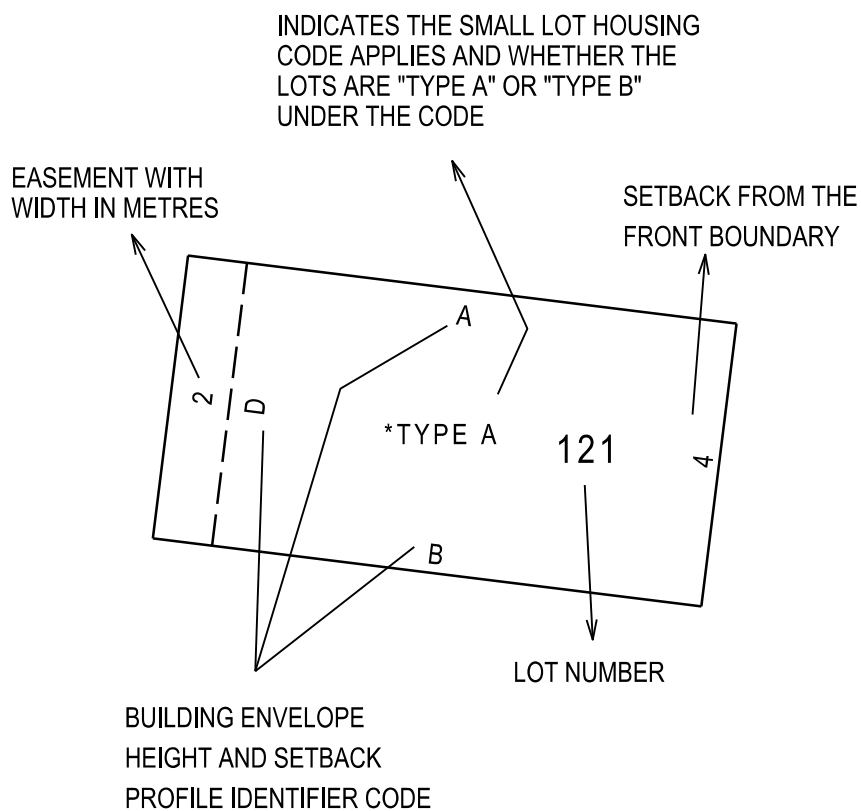 INDICATES THE SMALL LOT HOUSING
CODE APPLIES AND WHETHER THE
LOTS ARE "TYPE A" OR "TYPE B"
UNDER THE CODE
EASEMENT WITH
WIDTH IN METRES
SETBACK FROM THE
FRONT BOUNDARY
A
2
D
*TYPE A
121
4
B
LOT NUMBER
BUILDING ENVELOPE
HEIGHT AND SETBACK
PROFILE IDENTIFIER CODE